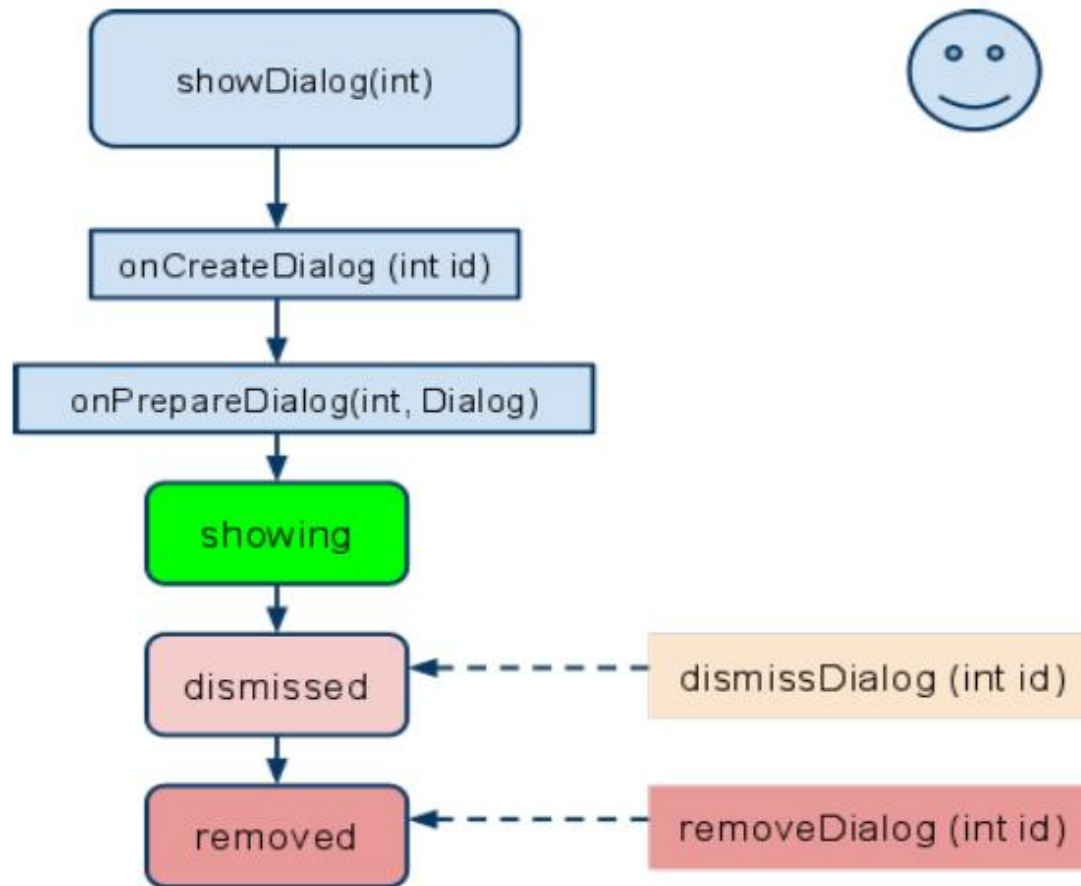 showDialog(int)
onCreateDialog (int id)
onPrepareDialog(int, Dialog)
showing
dismissed
dismissDialog (int id)
removed
removeDialog (int id)